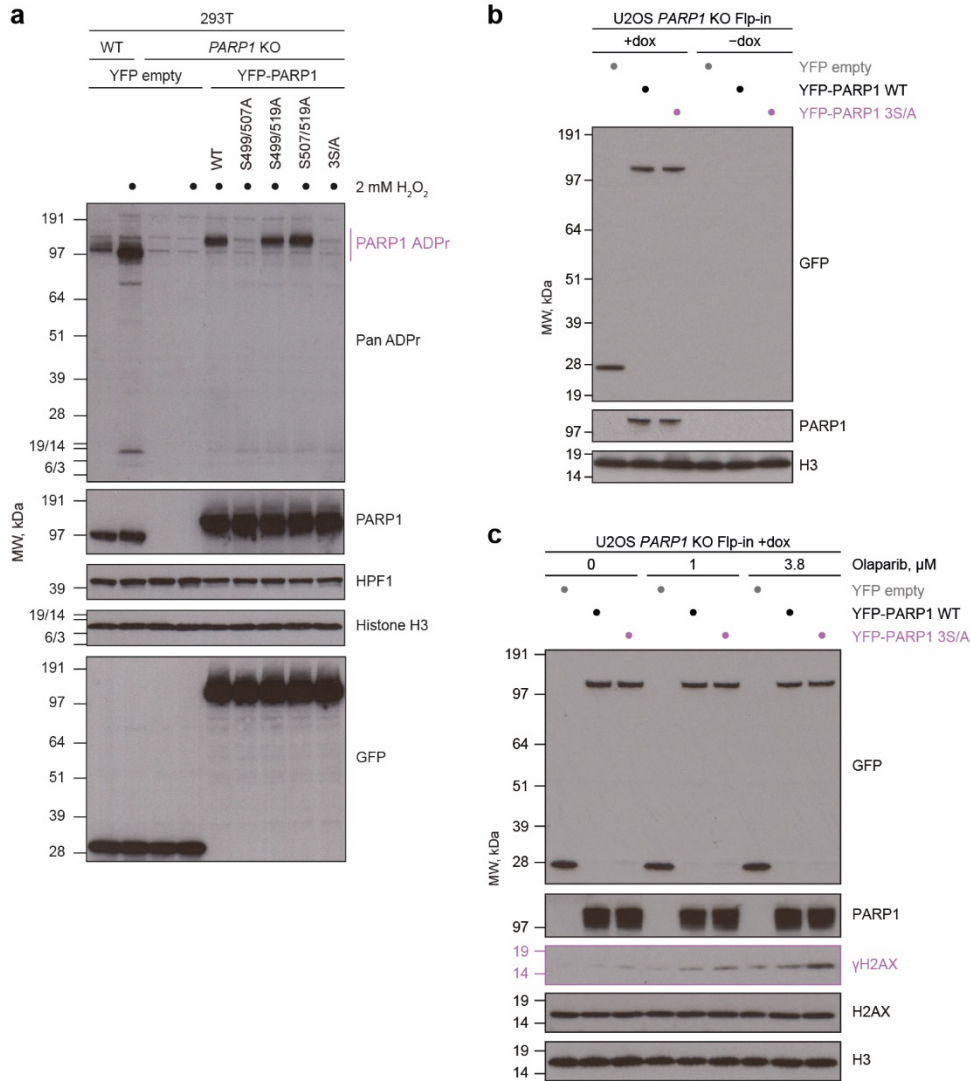 a
293T
WT PARP1 KO
YFP empty YFP-PARP1
WT
S499/507A
S499/519A
S507/519A
3S/A
2 mM H₂O₂
191
97
64
51
39
28
19/14
6/3
PARP1 ADPr
Pan ADPr
MW, kDa
191
97
PARP1
39
HPF1
19/14
6/3
Histone H3
191
97
64
51
39
28
GFP
b
U2OS PARP1 KO Flp-in
+dox −dox
YFP empty
YFP-PARP1 WT
YFP-PARP1 3S/A
191
97
64
51
39
28
19
MW, kDa
GFP
97
PARP1
19
14
H3
c
U2OS PARP1 KO Flp-in +dox
0 1 3.8 Olaparib, µM
YFP empty
YFP-PARP1 WT
YFP-PARP1 3S/A
191
97
64
51
39
28
MW, kDa
GFP
97
PARP1
19
14
γH2AX
19
14
H2AX
19
14
H3